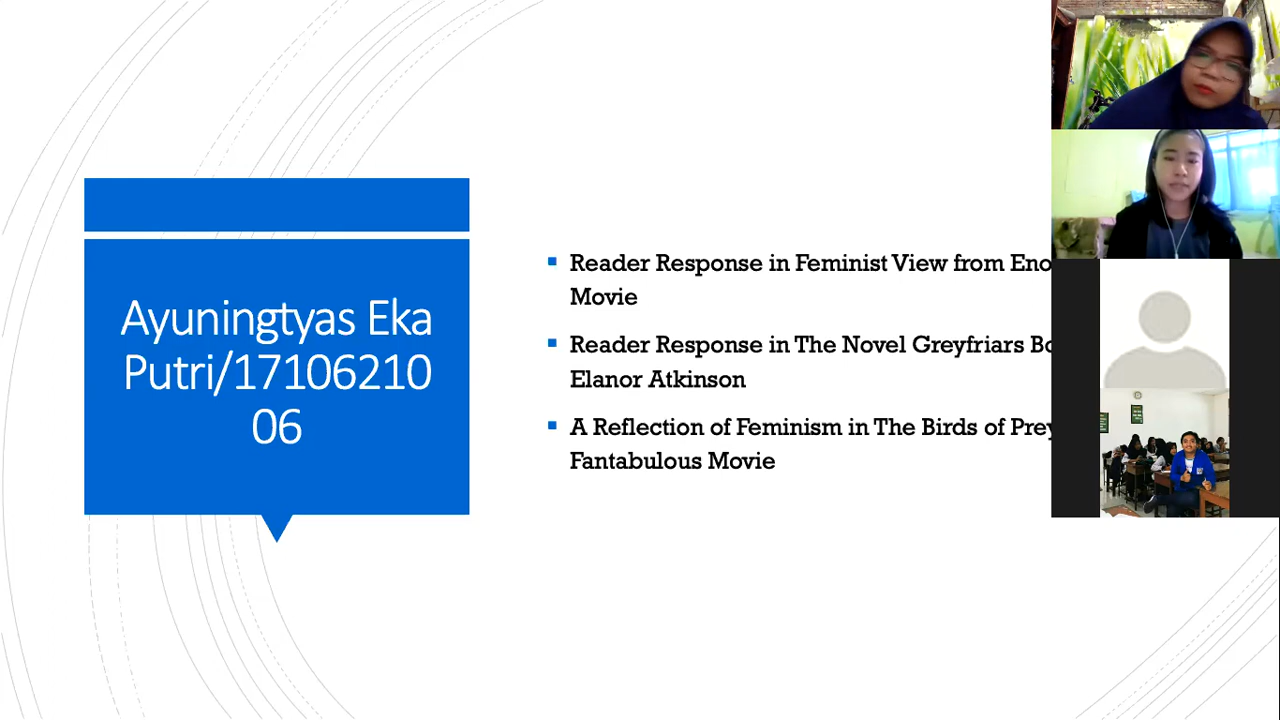 Ayuningtyas Eka
Putri/17106210
06
Reader Response in Feminist View from
Movie
Reader Response in The Novel Greyfriars
Elanor Atkinson
A Reflection of Feminism in The Birds of Prey
Fantabulous Movie